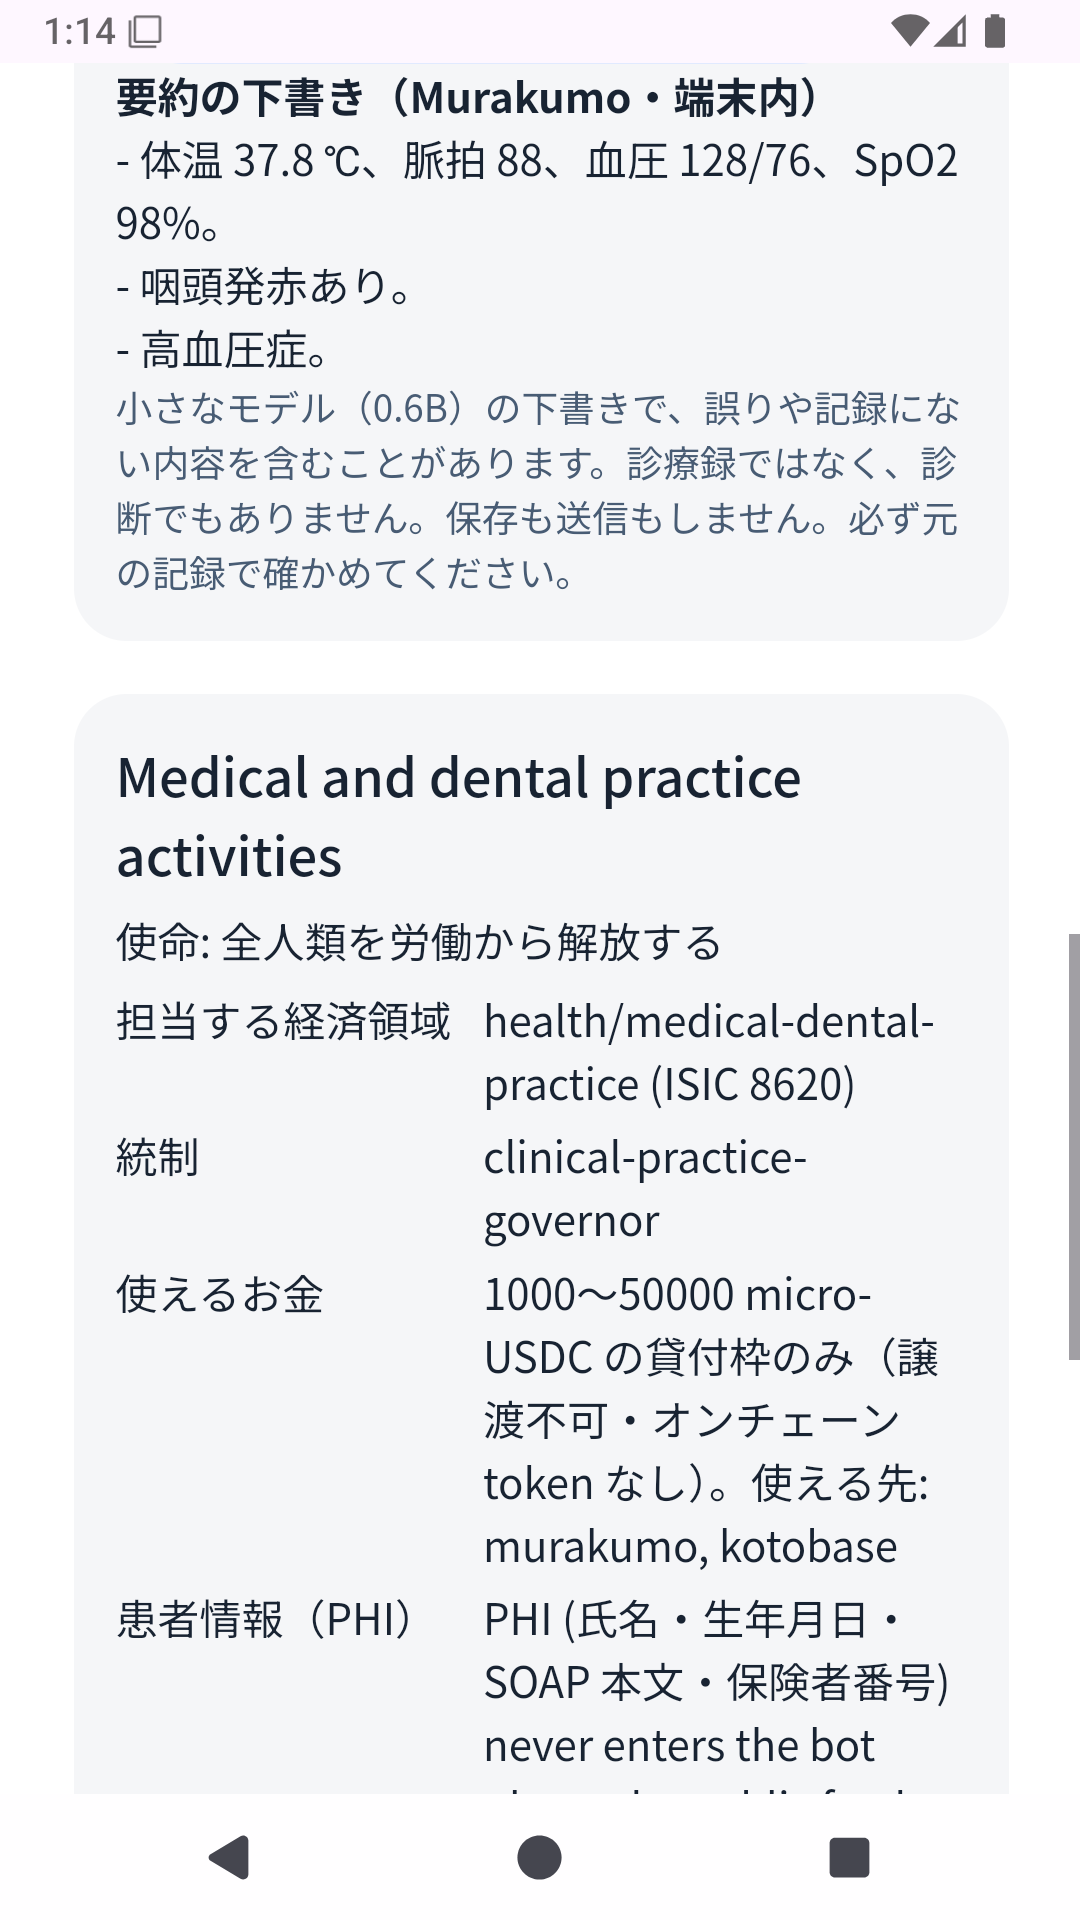 1:14
要約の下書き（Murakumo・端末内）
- 体温 37.8 ℃、脈拍 88、血圧 128/76、SpO2
98%。
- 咽頭発赤あり。
- 高血圧症。
小さなモデル（0.6B）の下書きで、誤りや記録にな
い内容を含むことがあります。診療録ではなく、診
断でもありません。保存も送信もしません。必ず元
の記録で確かめてください。
Medical and dental practice
activities
使命: 全人類を労働から解放する
担当する経済領域 health/medical-dental-
practice (ISIC 8620)
統制 clinical-practice-
governor
使えるお金 1000〜50000 micro-
USDC の貸付枠のみ（譲
渡不可・オンチェーン
token なし）。使える先:
murakumo, kotobase
患者情報（PHI） PHI (氏名・生年月日・
SOAP 本文・保険者番号)
never enters the bot